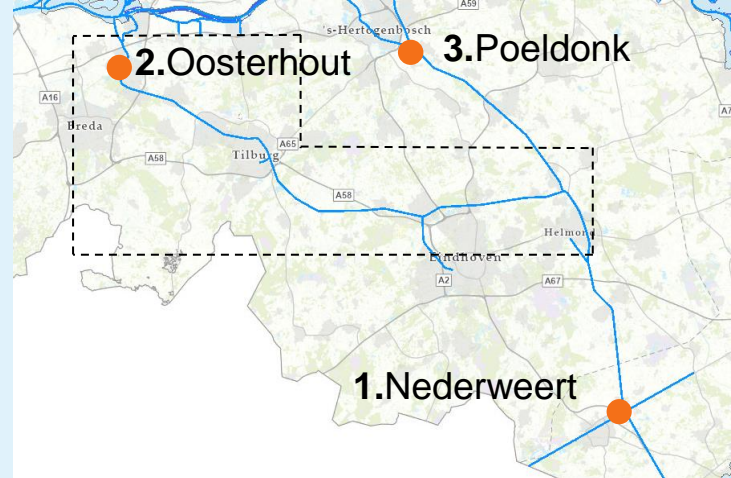 A59
's-Hertogenbosch
3.Poeldonk
2.Oosterhout
A16
Breda
A65
Tilburg
A58
A58
Helmond
Eindhoven
A2
A67
1.Nederweert